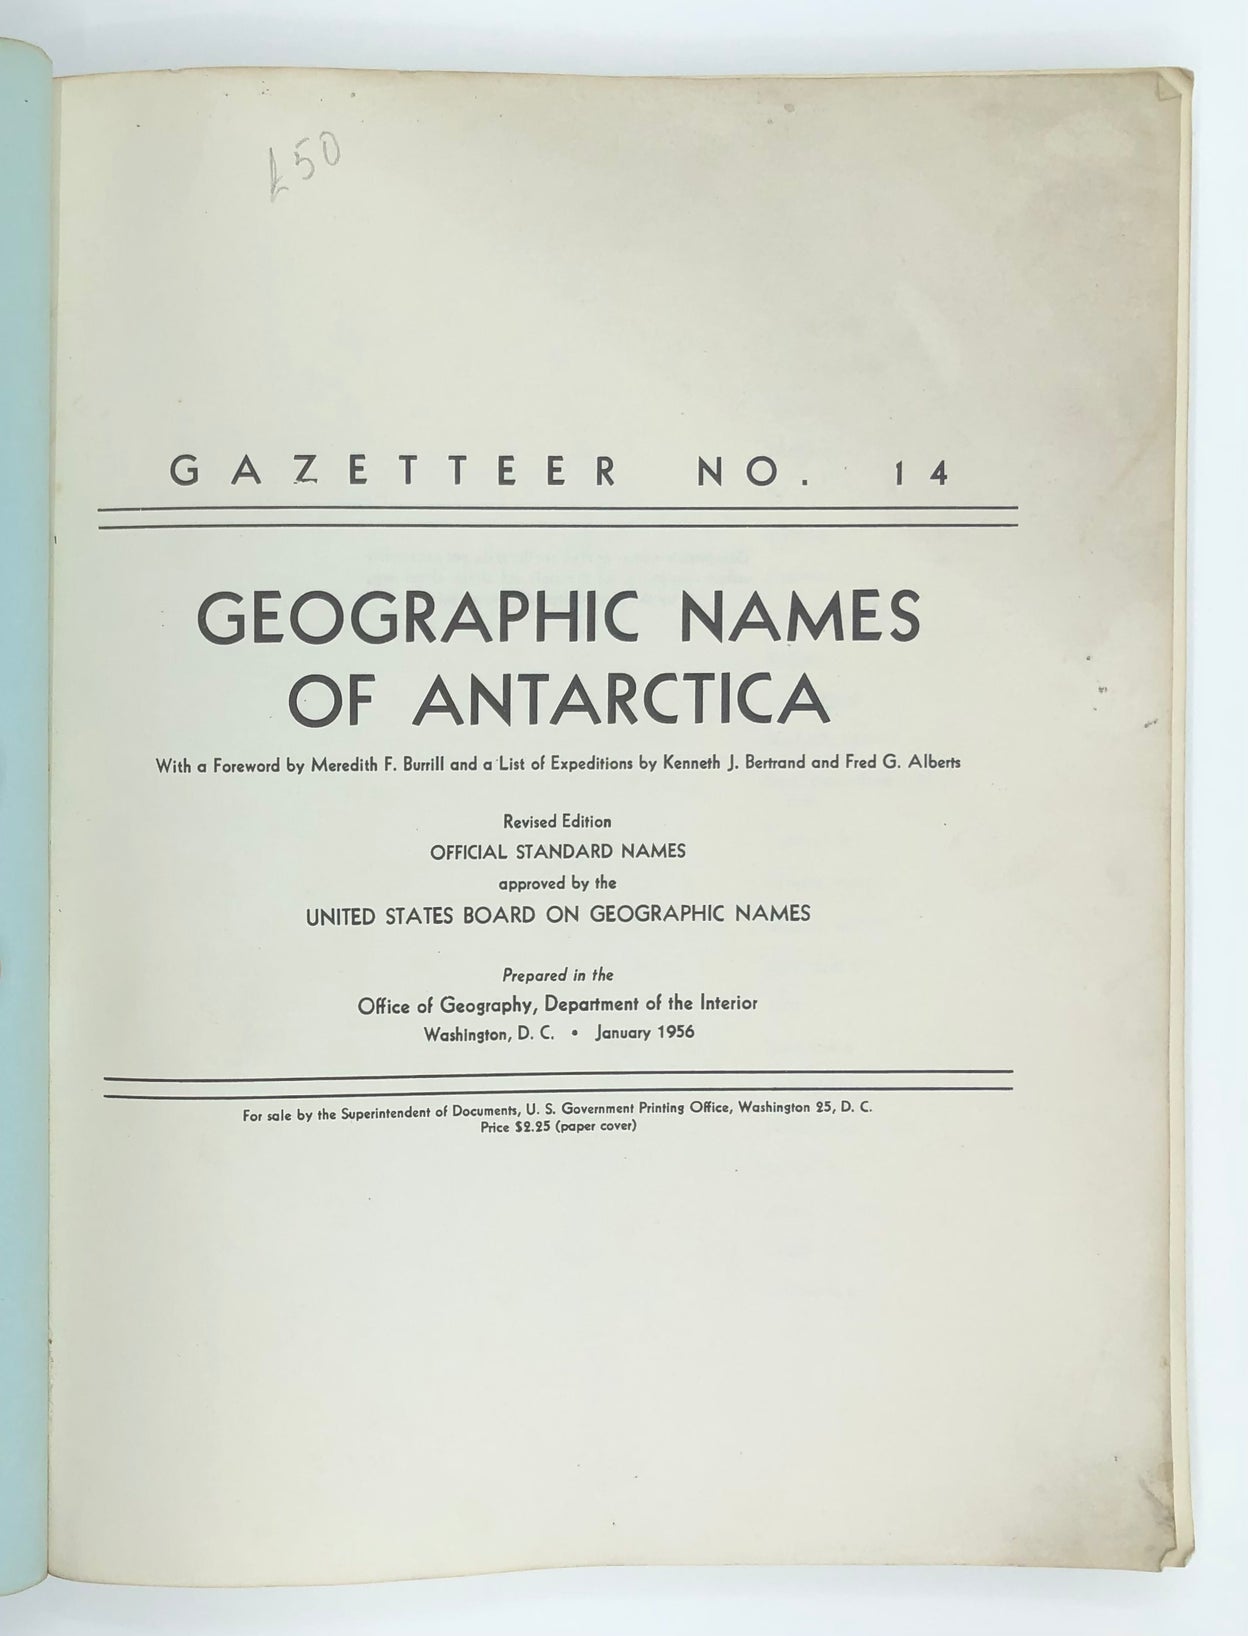 £50
GAZETTEER NO. 14
GEOGRAPHIC NAMES
OF ANTARCTICA
With a Foreword by Meredith F. Burrill and a List of Expeditions by Kenneth J. Bertrand and Fred G. Alberts
Revised Edition
OFFICIAL STANDARD NAMES
approved by the
UNITED STATES BOARD ON GEOGRAPHIC NAMES
Prepared in the
Office of Geography, Department of the Interior
Washington, D. C. • January 1956
For sale by the Superintendent of Documents, U. S. Government Printing Office, Washington 25, D. C.
Price $2.25 (paper cover)